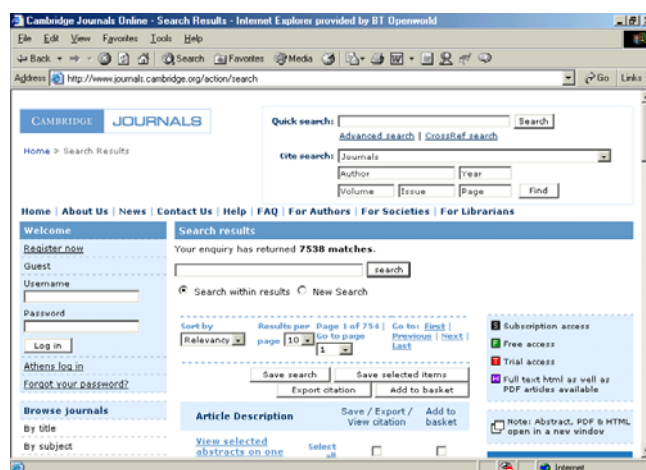 Cambridge Journals Online - Search Results - Internet Explorer provided by BT Openworld
File Edit View Favorites Tools Help
Back Search Favorites Media
Address http://www.journals.cambridge.org/action/search Go Links
CAMBRIDGE JOURNALS
Home > Search Results
Quick search: Search
Advanced search | CrossRef search
Cite search: Journals
Author Year
Volume Issue Page Find
Home | About Us | News | Contact Us | Help | FAQ | For Authors | For Societies | For Librarians
Welcome
Register now
Guest
Username
Password
Log in
Athens log in
Forgot your password?
Browse journals
By title
By subject
Search results
Your enquiry has returned 7538 matches.
search
Search within results New Search
Sort by
Relevancy
Results per
page 10
Page 1 of 754 |
Go to page
1
Go to: First |
Previous | Next |
Last
Save search Save selected items
Export citation Add to basket
Article Description
Save / Export /
View citation
Add to
basket
View selected
abstracts on one
Select
all
S Subscription access
F Free access
T Trial access
H Full text html as well as
PDF articles available
Note: Abstract, PDF & HTML
open in a new window
Internet